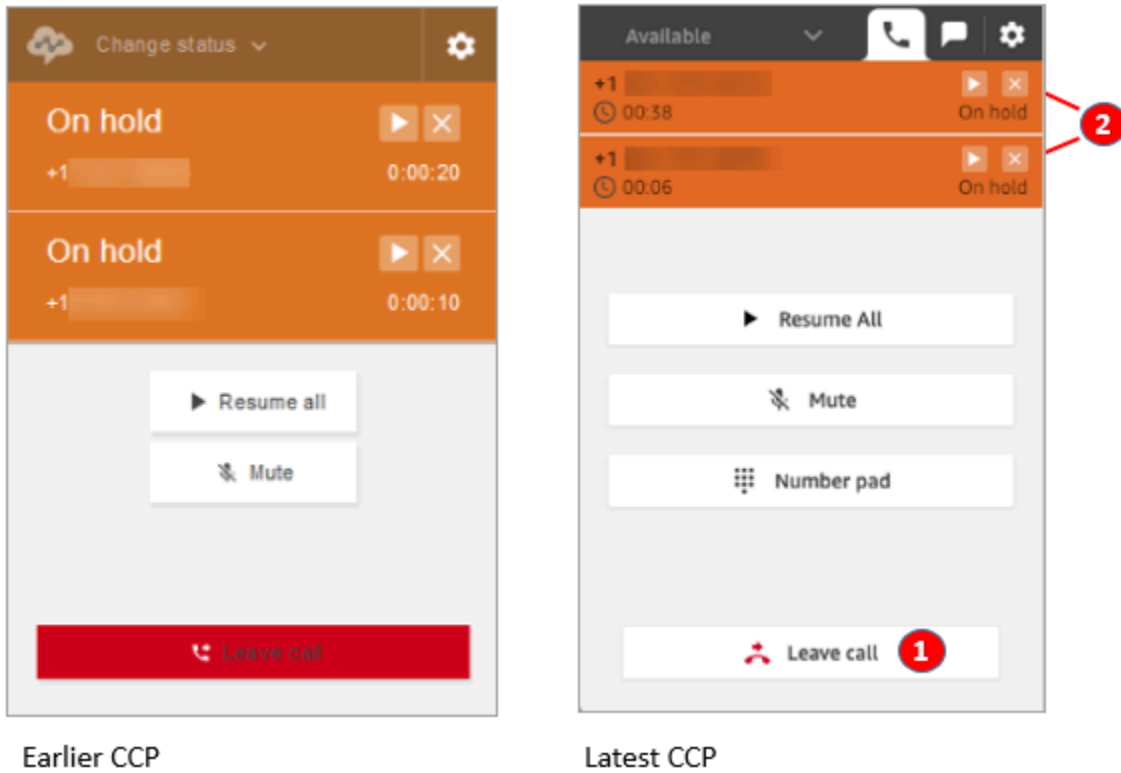 Change status
On hold
+1
0:00:20
On hold
+1
0:00:10
Resume all
Mute
Leave call
Earlier CCP
Available
+1
00:38
On hold
+1
00:06
On hold
2
Resume All
Mute
Number pad
Leave call
1
Latest CCP